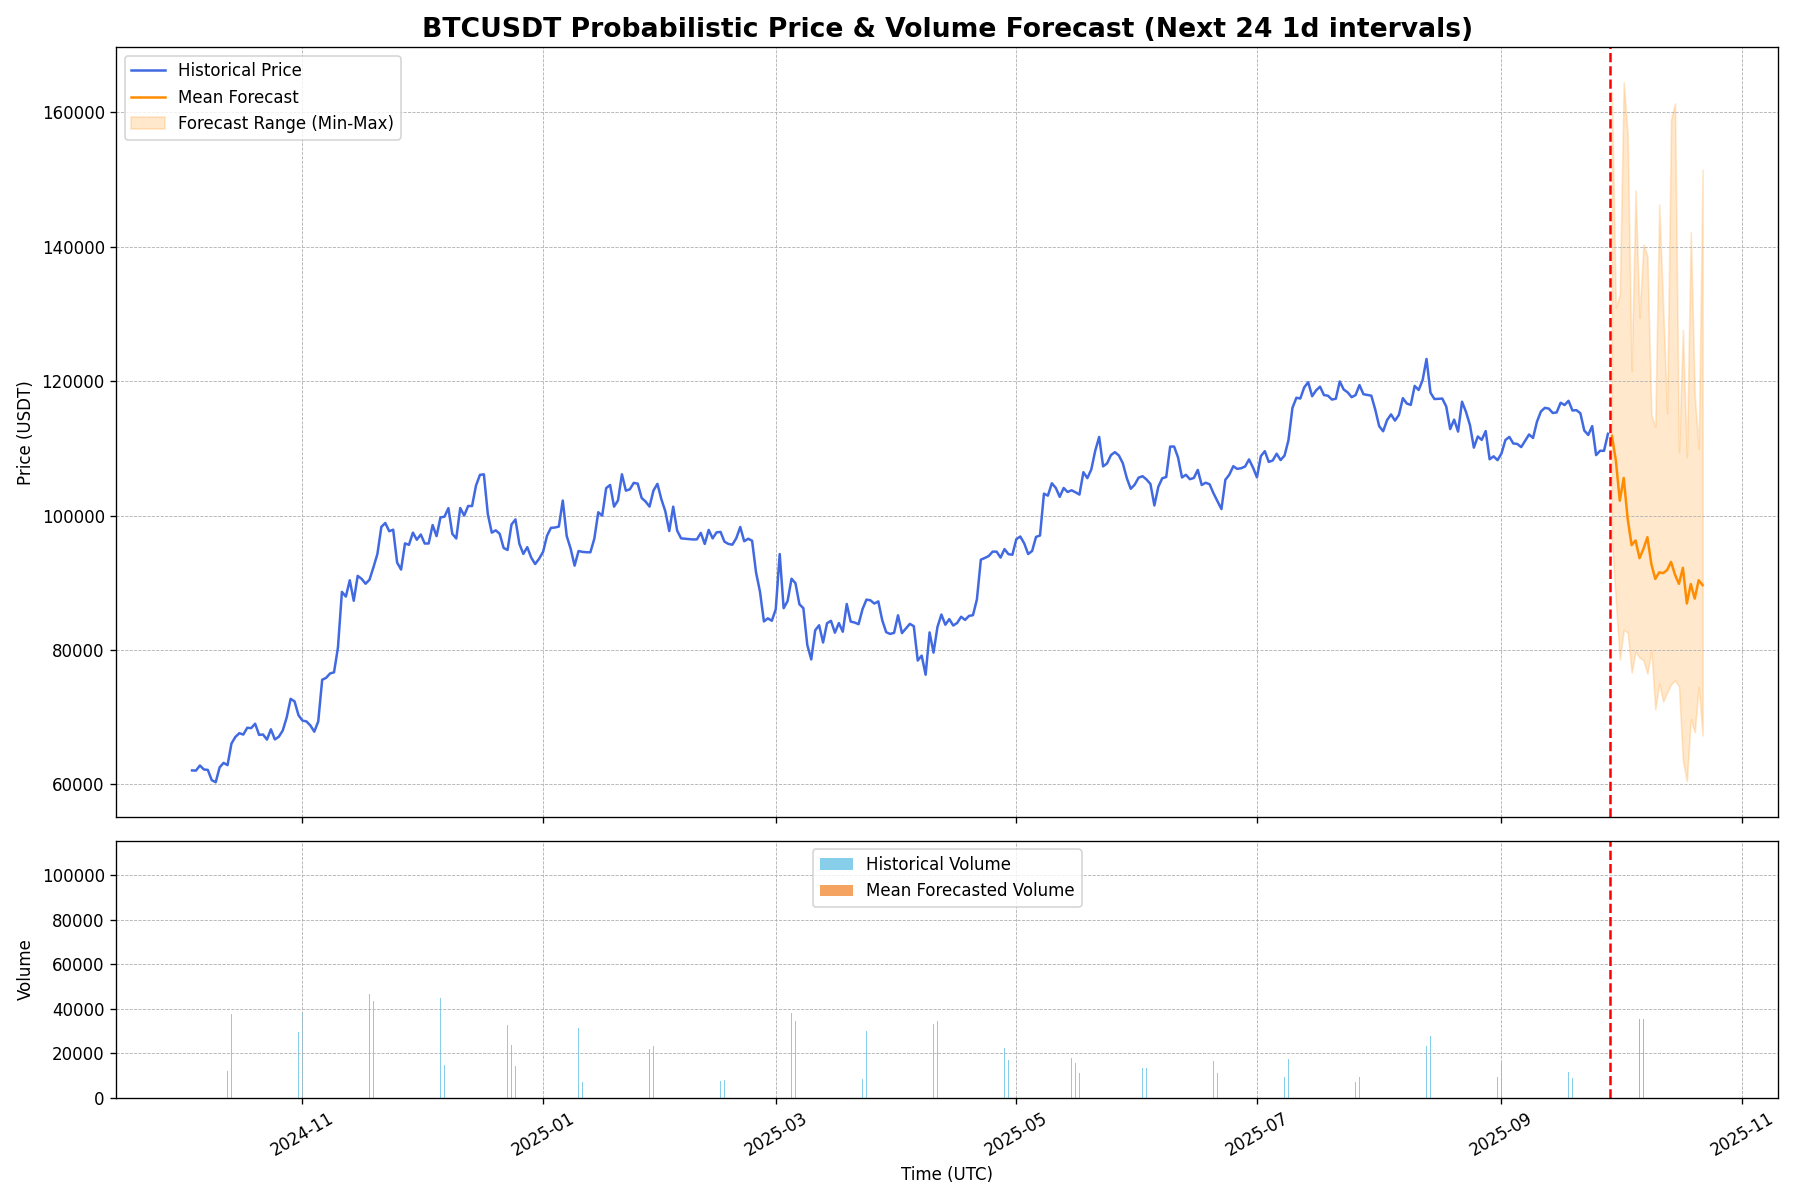 BTCUSDT Probabilistic Price & Volume Forecast (Next 24 1d intervals)
Historical Price
Mean Forecast
Forecast Range (Min-Max)
Price (USDT)
160000
140000
120000
100000
80000
60000
Historical Volume
Mean Forecasted Volume
Volume
100000
80000
60000
40000
20000
0
2024-11
2025-01
2025-03
2025-05
2025-07
2025-09
2025-11
Time (UTC)